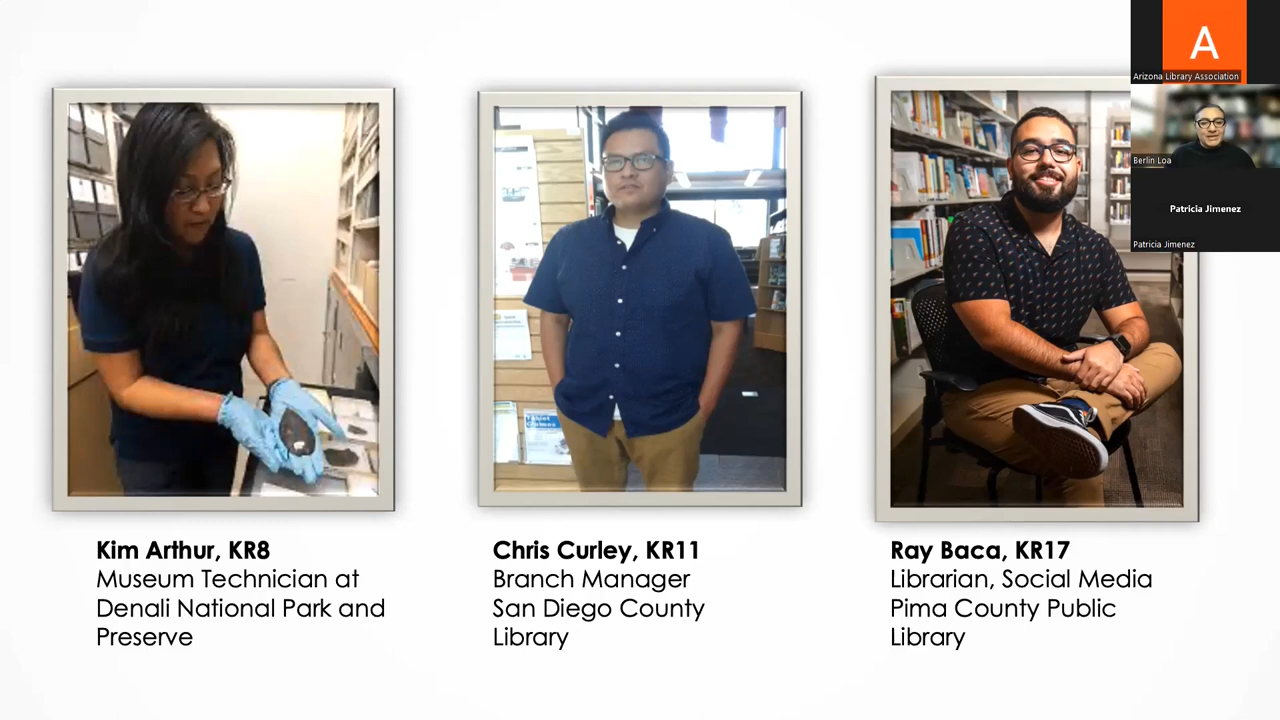 Kim Arthur, KR8
Museum Technician at
Denali National Park and
Preserve
Chris Curley, KR11
Branch Manager
San Diego County
Library
Ray Baca, KR17
Librarian, Social Media
Pima County Public
Library
A
Arizona Library Association
Berlin Loa
Patricia Jimenez
Patricia Jimenez